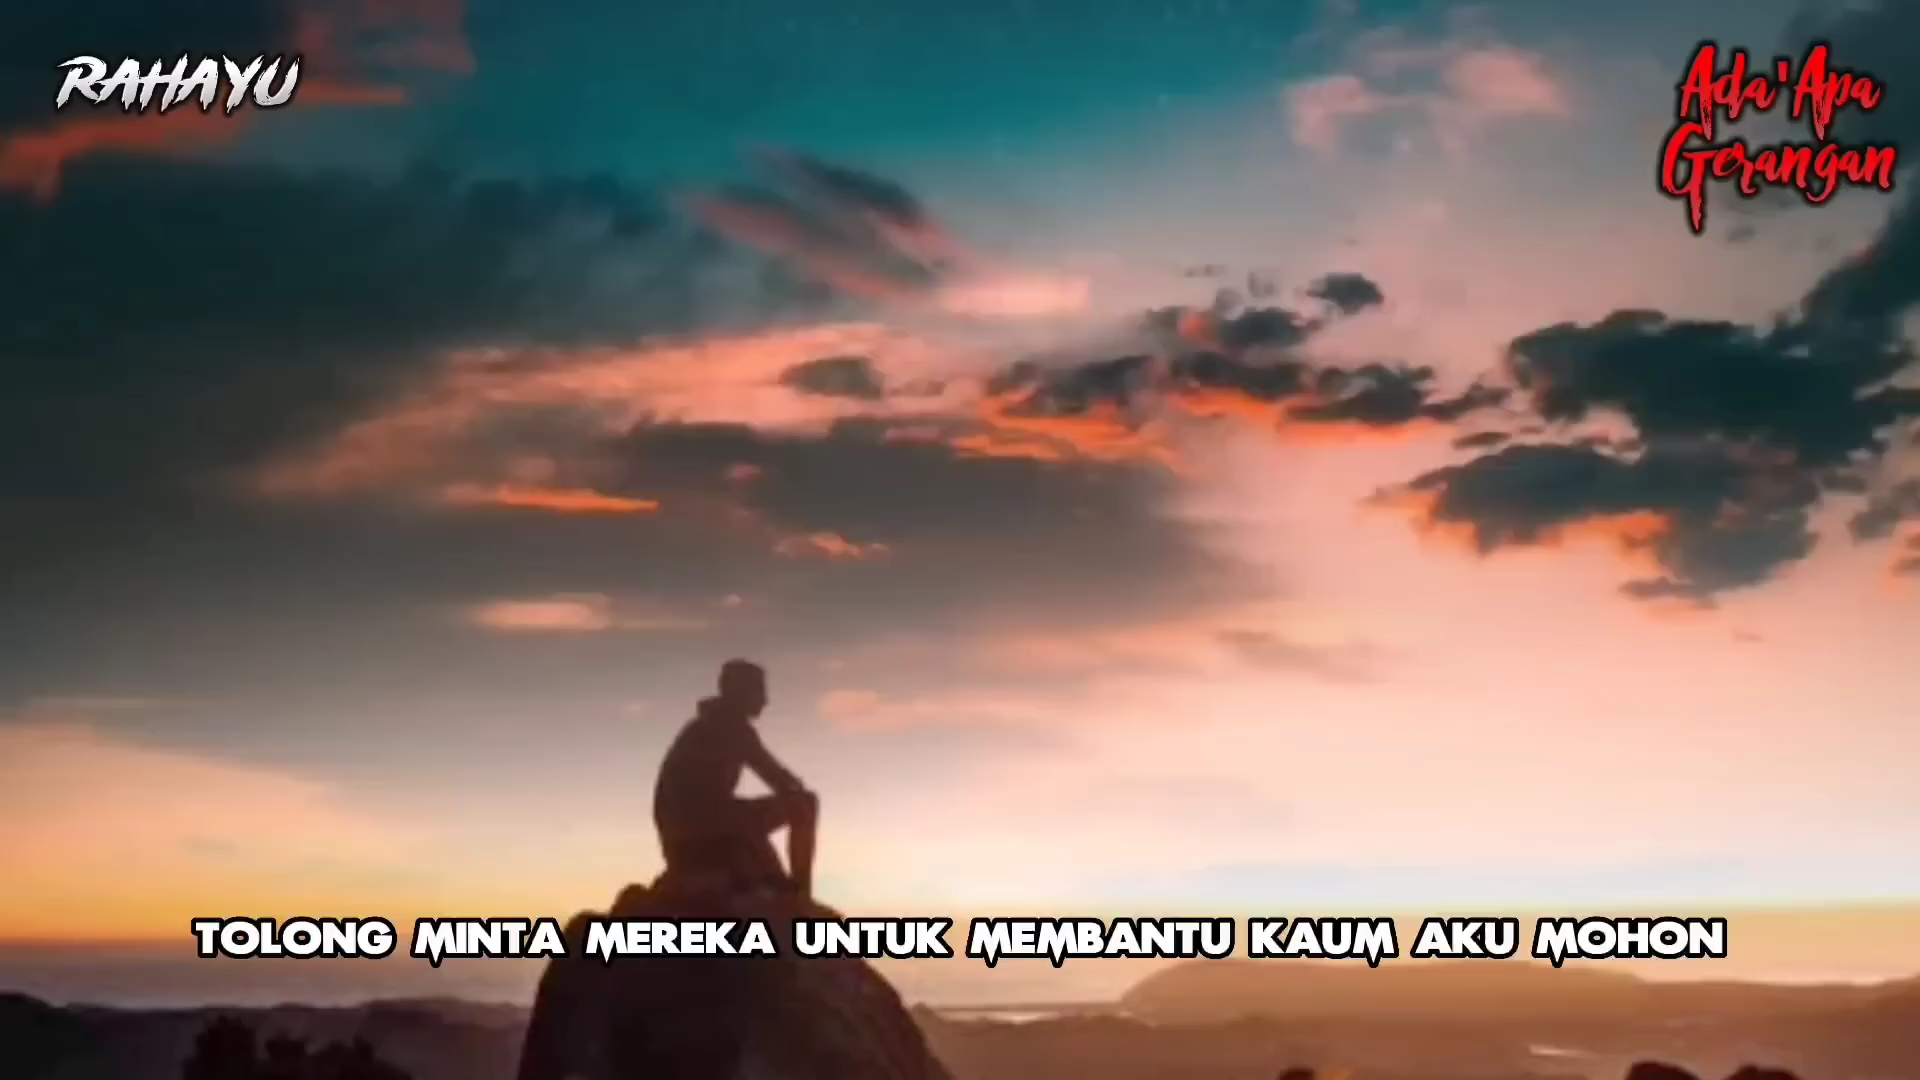 RAHAYU
Ada'Apa
Gerangan
TOLONG MINTA MEREKA UNTUK MEMBANTU KAUM AKU MOHON